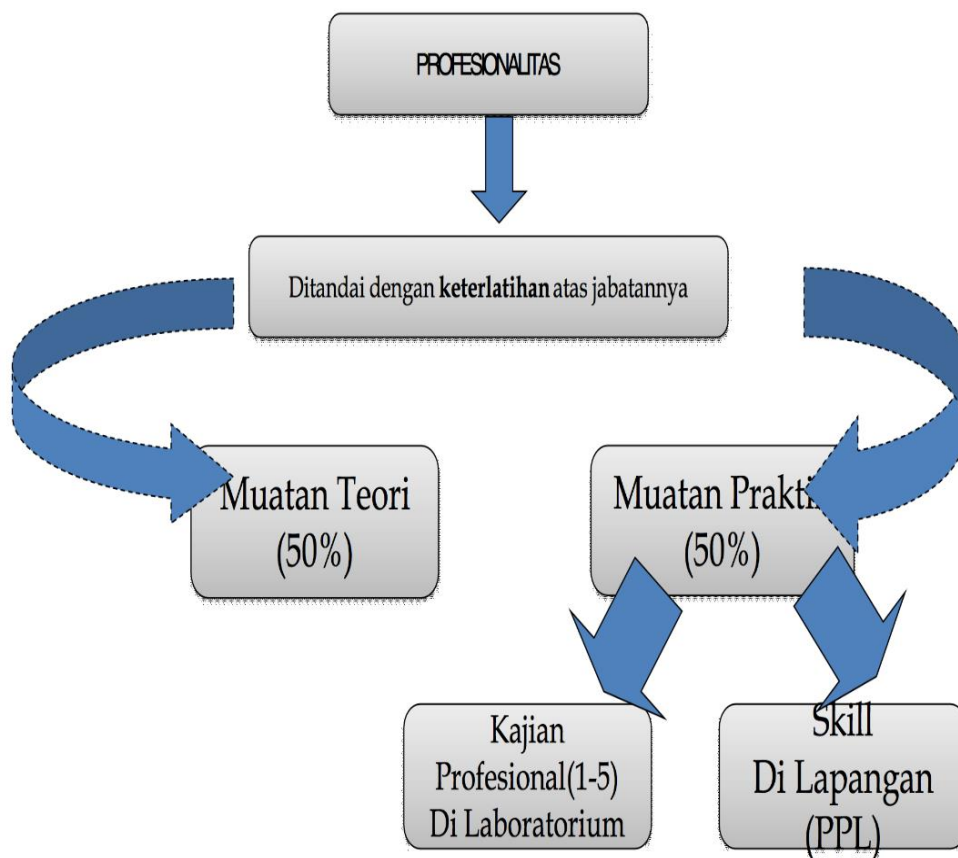 PROFESIONALITAS
Ditandai dengan keterlatihan atas jabatannya
Muatan Teori
(50%)
Muatan Prakti
(50%)
Kajian
Profesional(1-5)
Di Laboratorium
Skill
Di Lapangan
(PPL)